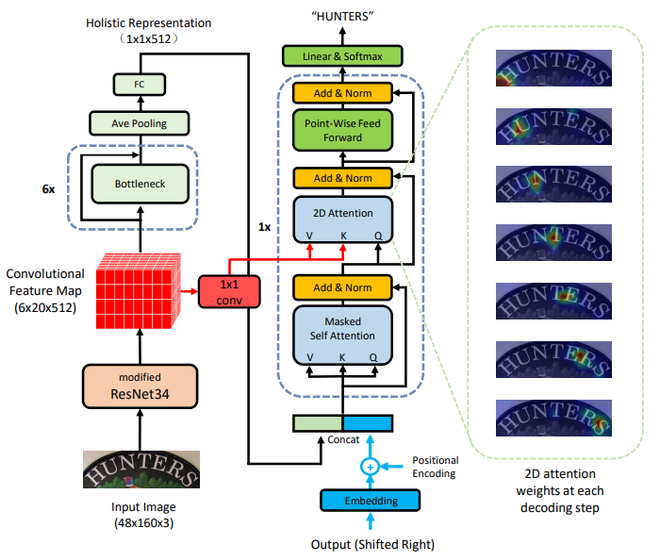 Holistic Representation
(1x1x512)
FC
Ave Pooling
6x
Bottleneck
Convolutional
Feature Map
(6x20x512)
1x1
conv
modified
ResNet34
HUNTERS
Input Image
(48x160x3)
"HUNTERS"
Linear & Softmax
Add & Norm
Point-Wise Feed
Forward
Add & Norm
1x
2D Attention
V K Q
Add & Norm
Masked
Self Attention
V K Q
Concat
Positional
Encoding
Embedding
Output (Shifted Right)
HUNTERS
HUNTERS
HUNTERS
HUNTERS
HUNTERS
HUNTERS
HUNTERS
2D attention
weights at each
decoding step